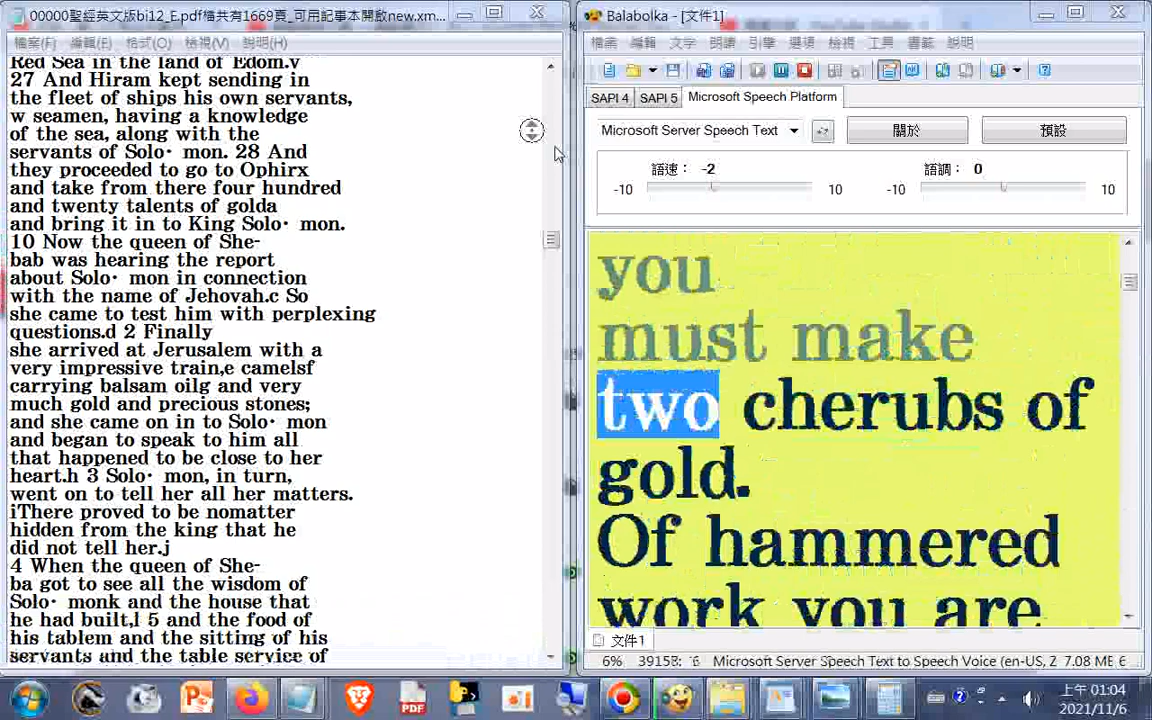 00000聖經英文版bi12_E.pdf檔共有1669頁_可用記事本開啟new.xm...
檔案(F) 編輯(E) 格式(O) 檢視(V) 說明(H)
Red Sea in the land of Edom.v
27 And Hiram kept sending in
the fleet of ships his own servants,
w seamen, having a knowledge
of the sea, along with the
servants of Solo· mon. 28 And
they proceeded to go to Ophirx
and take from there four hundred
and twenty talents of golda
and bring it in to King Solo· mon.
10 Now the queen of She-
bab was hearing the report
about Solo· mon in connection
with the name of Jehovah.c So
she came to test him with perplexing
questions.d 2 Finally
she arrived at Jerusalem with a
very impressive train,e camelsf
carrying balsam oilg and very
much gold and precious stones;
and she came on in to Solo· mon
and began to speak to him all
that happened to be close to her
heart.h 3 Solo· mon, in turn,
went on to tell her all her matters.
iThere proved to be nomatter
hidden from the king that he
did not tell her.j
4 When the queen of She-
ba got to see all the wisdom of
Solo· monk and the house that
he had built,l 5 and the food of
his tablem and the sitting of his
servants and the table service of
Balabolka - [文件1]
檔案 編輯 文字 朗讀 引擎 選項 檢視 工具 書籤 說明
SAPI 4 SAPI 5 Microsoft Speech Platform
Microsoft Server Speech Text 關於 預設
語速： -2 語調： 0
-10 10 -10 10
you
must make
two cherubs of
gold.
Of hammered
work you are
文件1
6% Microsoft Server Speech Text to Speech Voice (en-US, 2 7.08 MB 6
PDF
上午 01:04
2021/11/6